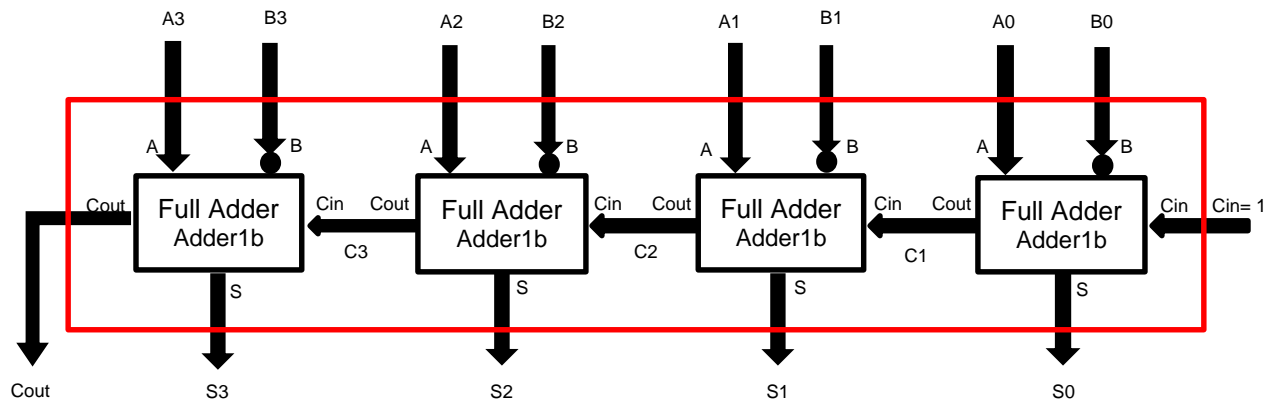 A3
B3
A2
B2
A1
B1
A0
B0
A
B
A
B
A
B
A
B
Cout
Full Adder
Adder1b
Cin
Cout
C3
Full Adder
Adder1b
Cin
Cout
C2
Full Adder
Adder1b
Cin
Cout
C1
Full Adder
Adder1b
Cin
Cin= 1
S
S
S
S
Cout
S3
S2
S1
S0